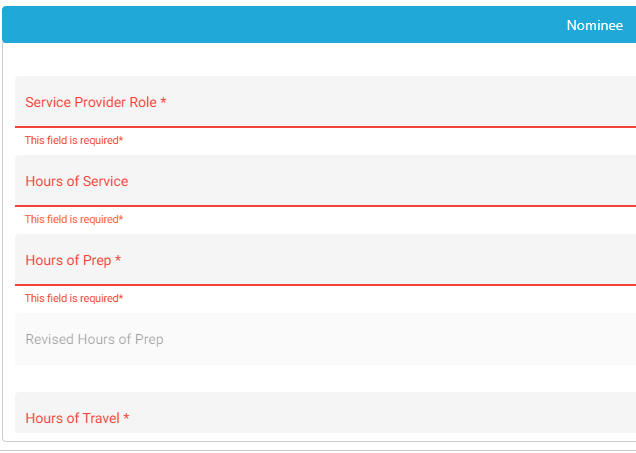 Nominee
Service Provider Role *
This field is required*
Hours of Service
This field is required*
Hours of Prep *
This field is required*
Revised Hours of Prep
Hours of Travel *